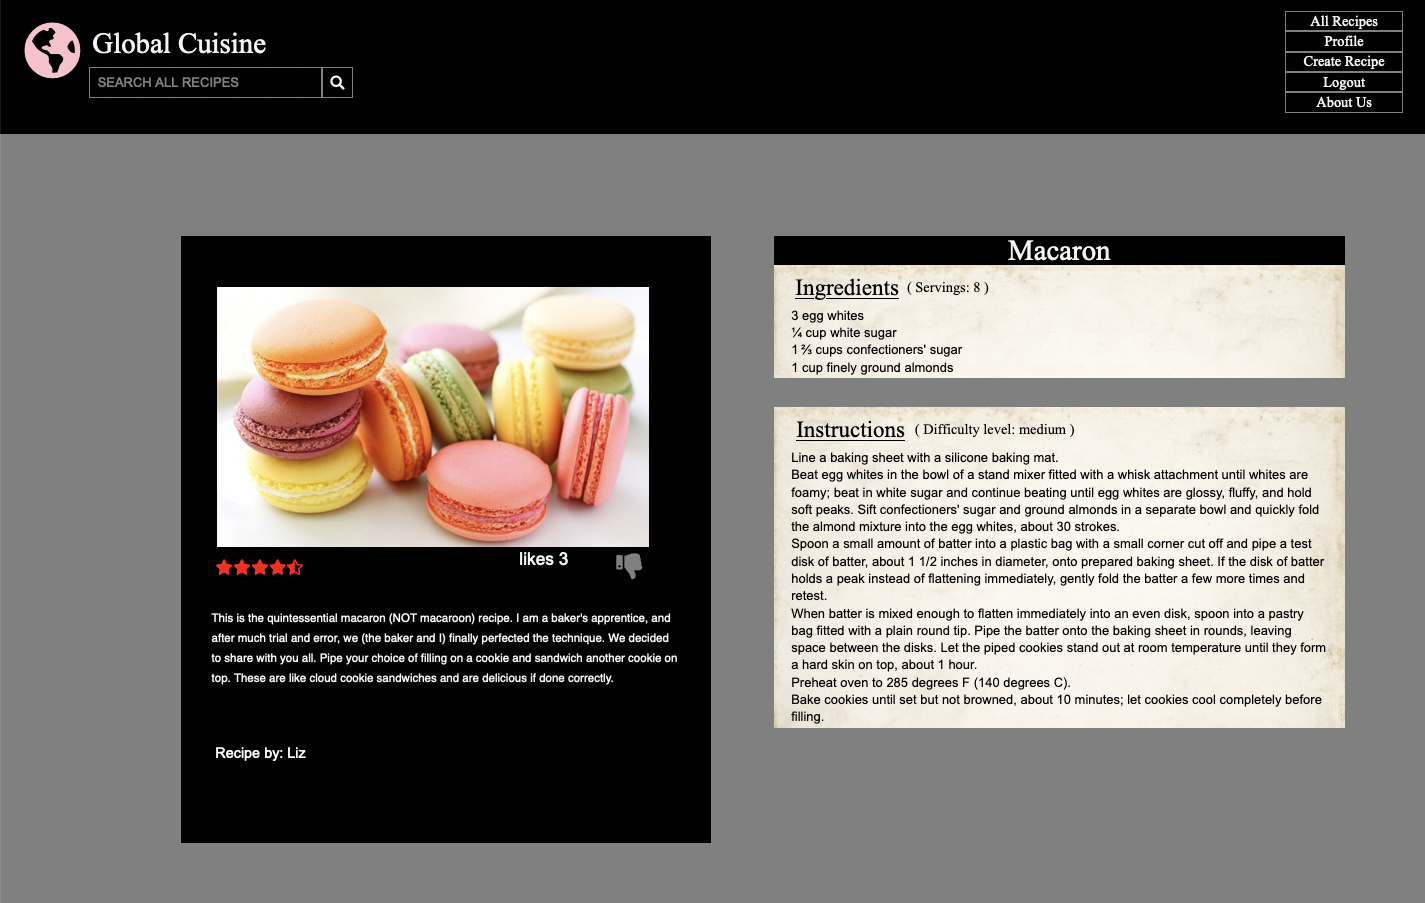 Global Cuisine
SEARCH ALL RECIPES
All Recipes
Profile
Create Recipe
Logout
About Us
likes 3
This is the quintessential macaron (NOT macaroon) recipe. I am a baker's apprentice, and
after much trial and error, we (the baker and I) finally perfected the technique. We decided
to share with you all. Pipe your choice of filling on a cookie and sandwich another cookie on
top. These are like cloud cookie sandwiches and are delicious if done correctly.
Recipe by: Liz
Macaron
Ingredients ( Servings: 8 )
3 egg whites
¼ cup white sugar
1 ⅔ cups confectioners' sugar
1 cup finely ground almonds
Instructions ( Difficulty level: medium )
Line a baking sheet with a silicone baking mat.
Beat egg whites in the bowl of a stand mixer fitted with a whisk attachment until whites are
foamy; beat in white sugar and continue beating until egg whites are glossy, fluffy, and hold
soft peaks. Sift confectioners' sugar and ground almonds in a separate bowl and quickly fold
the almond mixture into the egg whites, about 30 strokes.
Spoon a small amount of batter into a plastic bag with a small corner cut off and pipe a test
disk of batter, about 1 1/2 inches in diameter, onto prepared baking sheet. If the disk of batter
holds a peak instead of flattening immediately, gently fold the batter a few more times and
retest.
When batter is mixed enough to flatten immediately into an even disk, spoon into a pastry
bag fitted with a plain round tip. Pipe the batter onto the baking sheet in rounds, leaving
space between the disks. Let the piped cookies stand out at room temperature until they form
a hard skin on top, about 1 hour.
Preheat oven to 285 degrees F (140 degrees C).
Bake cookies until set but not browned, about 10 minutes; let cookies cool completely before
filling.